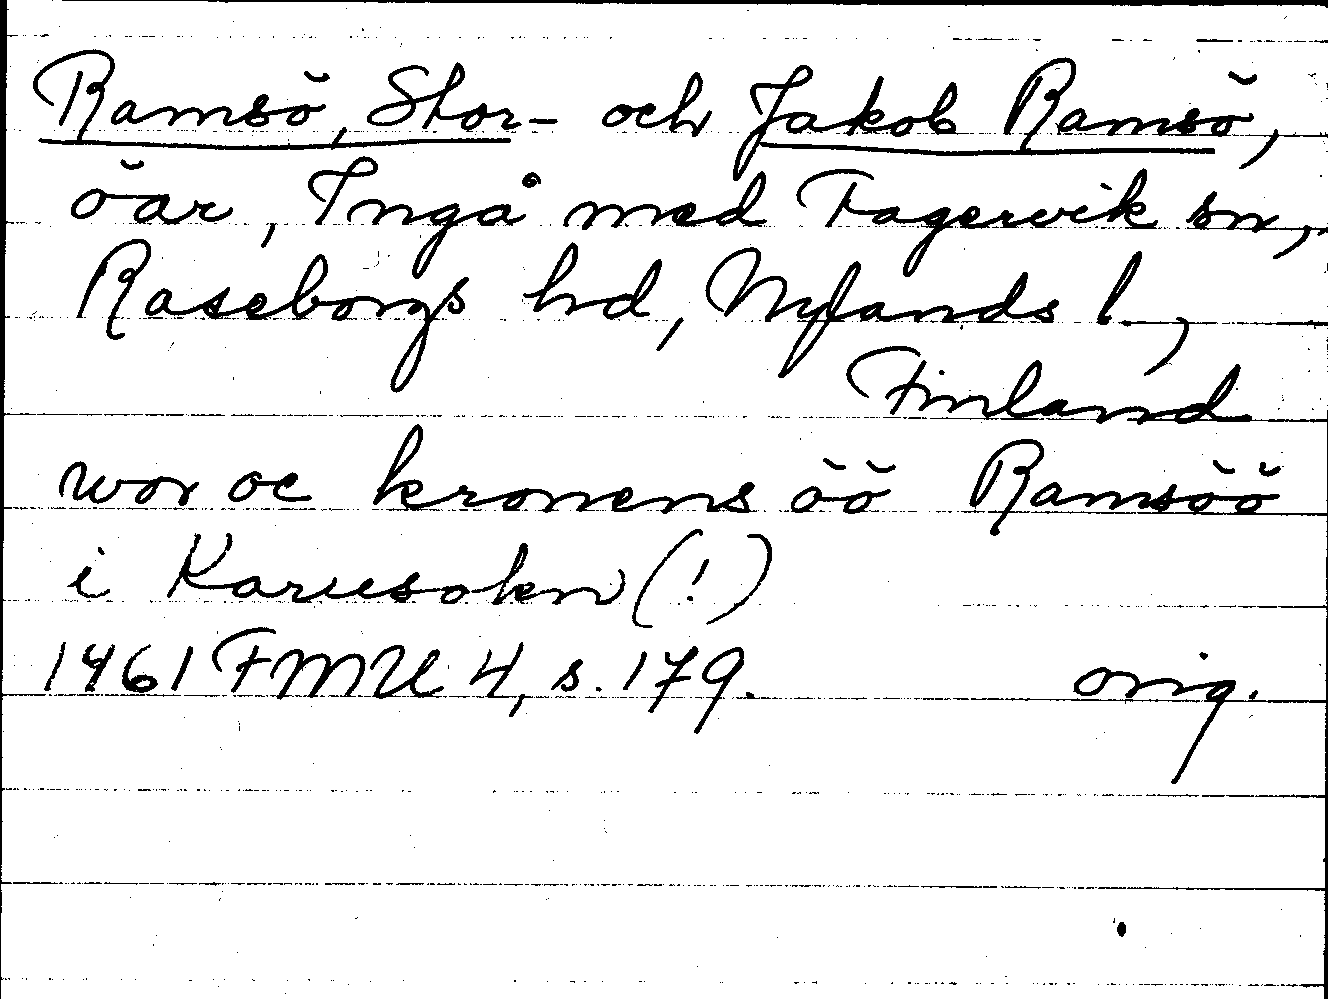 Ramsö, Stor- och Jakob Ramsö,
öar, Ingå med Fagervik sn,
Raseborgs hd, Nylands l.,
Finland
wor oc kronens öö Ramsöö
i Karusokn (!)
1461 FMU 4, s. 179. orig.